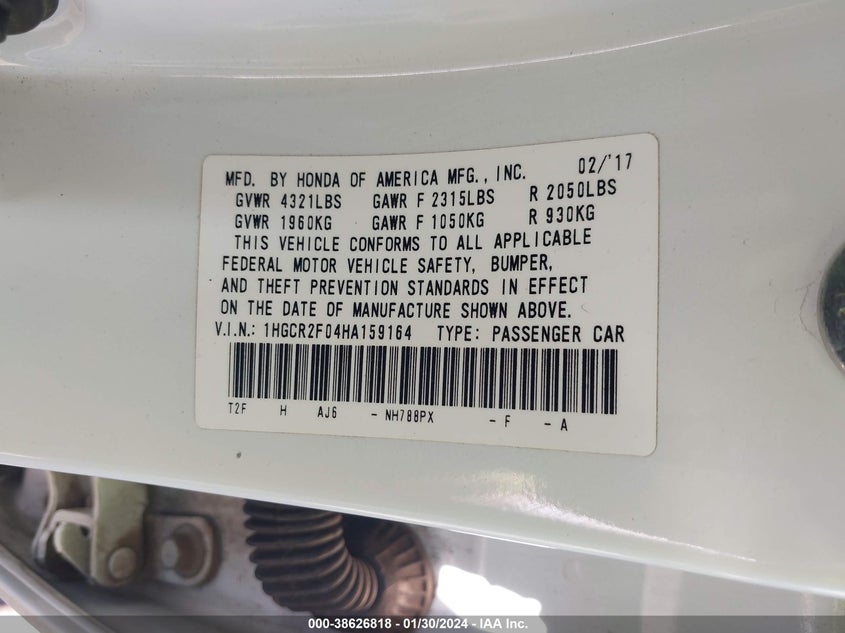 MFD. BY HONDA OF AMERICA MFG., INC. 02/'17
GVWR 4321LBS GAWR F 2315LBS R 2050LBS
GVWR 1960KG GAWR F 1050KG R 930KG
THIS VEHICLE CONFORMS TO ALL APPLICABLE
FEDERAL MOTOR VEHICLE SAFETY, BUMPER,
AND THEFT PREVENTION STANDARDS IN EFFECT
ON THE DATE OF MANUFACTURE SHOWN ABOVE.
V.I.N.: 1HGCR2F04HA159164 TYPE: PASSENGER CAR
T2F H AJ6 - NH788PX - F - A
000-38626818 - 01/30/2024 - IAA Inc.